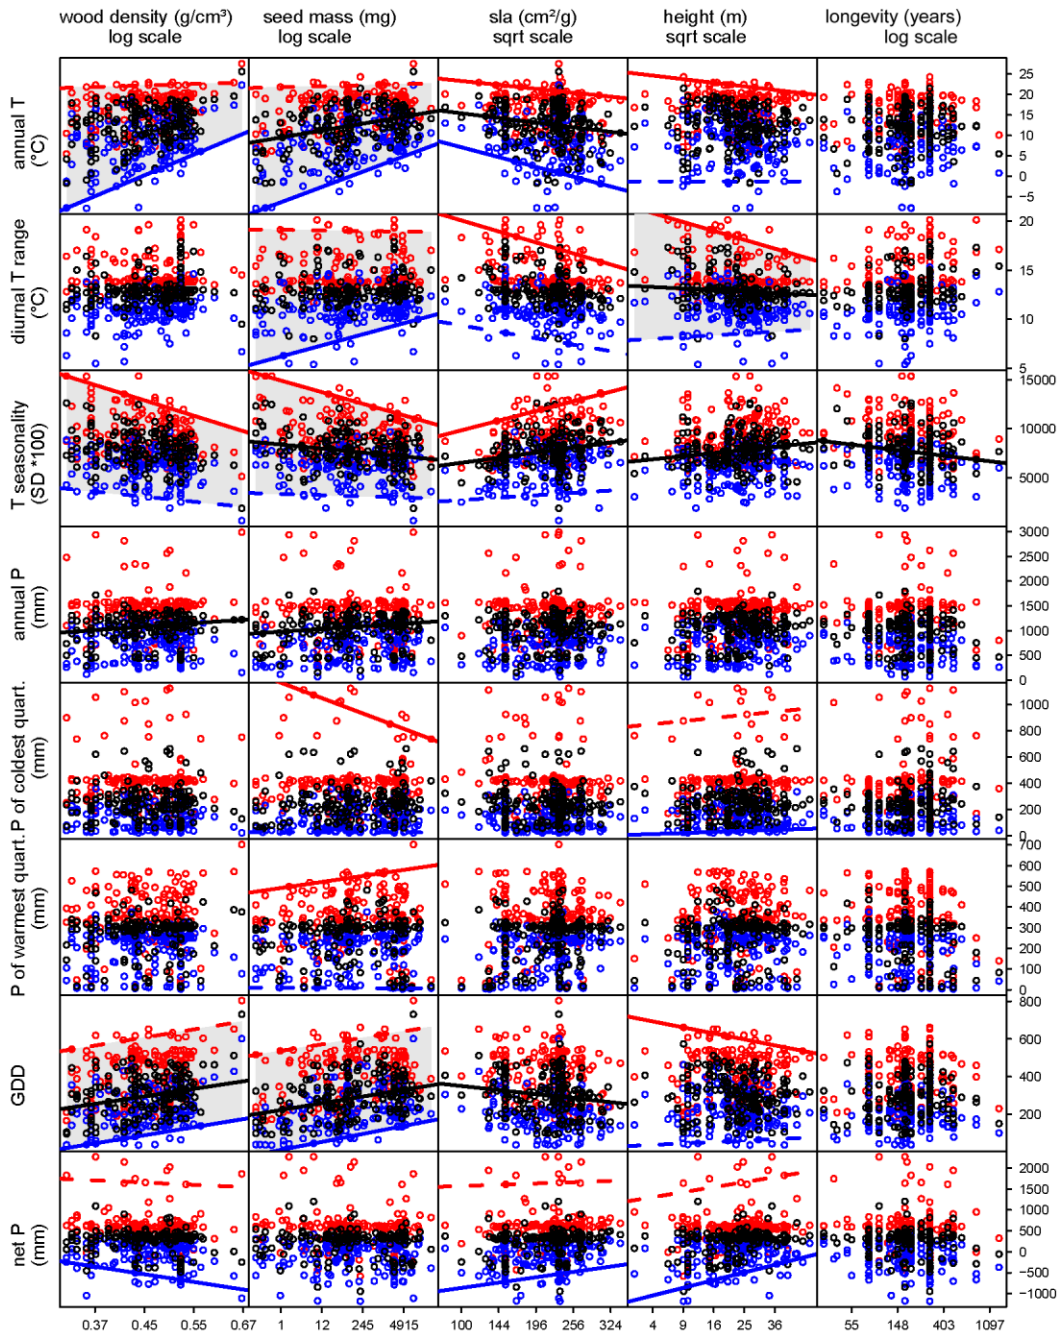 wood density (g/cm³)
log scale
seed mass (mg)
log scale
sla (cm²/g)
sqrt scale
height (m)
sqrt scale
longevity (years)
log scale
annual T
(°C)
25
20
15
10
5
0
−5
diurnal T range
(°C)
20
15
10
5
T seasonality
(SD *100)
15000
10000
5000
annual P
(mm)
3000
2500
2000
1500
1000
500
0
P of coldest quart.
(mm)
1000
800
600
400
200
0
P of warmest quart.
(mm)
700
600
500
400
300
200
100
0
GDD
800
600
400
200
net P
(mm)
2000
1500
1000
500
0
−500
−1000
0.37 0.45 0.55 0.67 1 12 245 4915 100 144 196 256 324 4 9 16 25 36 55 148 403 1097